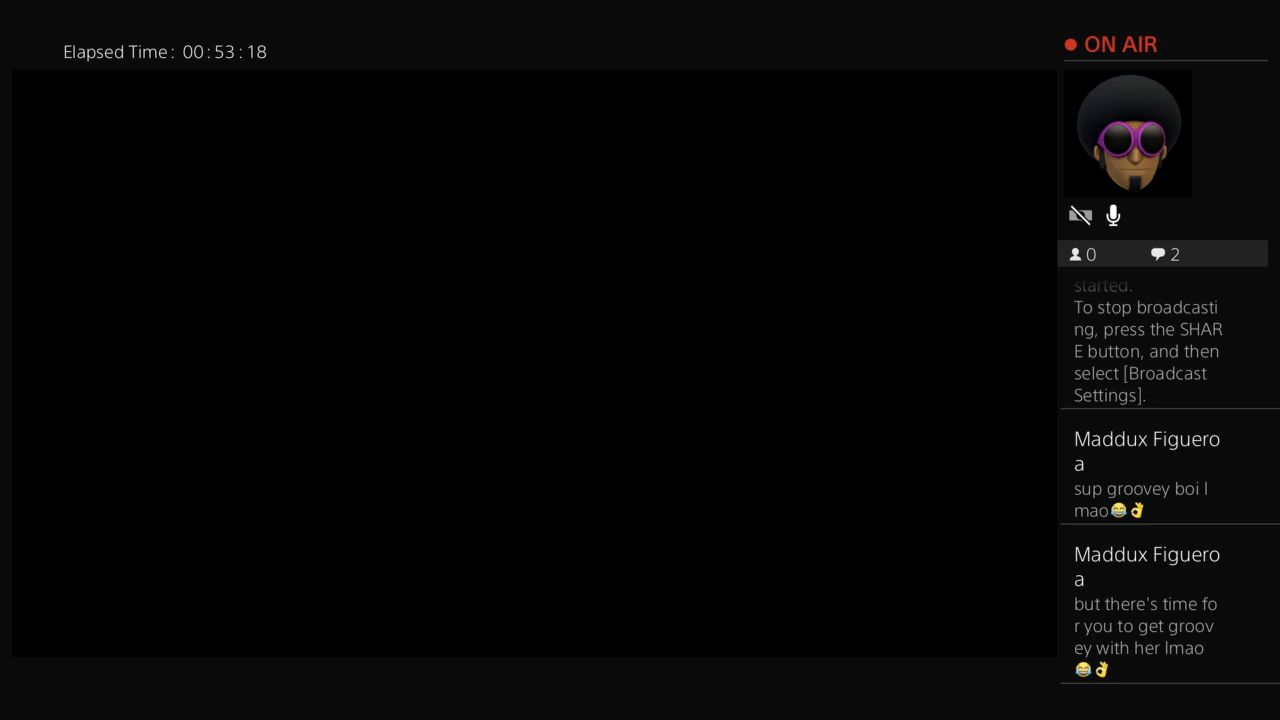 Elapsed Time: 00:53:18
ON AIR
0 2
started.
To stop broadcasti
ng, press the SHAR
E button, and then
select [Broadcast
Settings].
Maddux Figuero
a
sup groovey boi l
mao😂👌
Maddux Figuero
a
but there's time fo
r you to get groov
ey with her lmao
😂👌